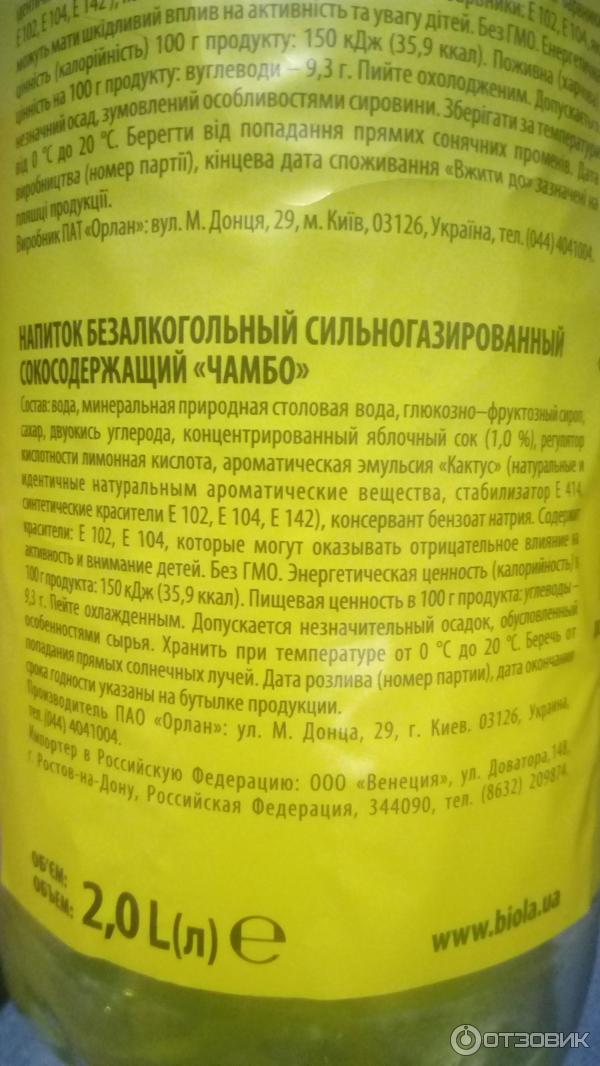 Е 102, Е 104, Е 142), барвники: Е 102, Е 104, які
можуть мати шкідливий вплив на активність та увагу дітей. Без ГМО. Енергетична
цінність (калорійність) 100 г продукту: 150 кДж (35,9 ккал). Поживна (харчова)
цінність на 100 г продукту: вуглеводи – 9,3 г. Пийте охолодженим. Допускається
незначний осад, зумовлений особливостями сировини. Зберігати за температури
від 0 °С до 20 °С. Берегти від попадання прямих сонячних променів. Дата
виробництва (номер партії), кінцева дата споживання «Вжити до» зазначені на
пляшці продукції.
Виробник ПАТ «Орлан»: вул. М. Донця, 29, м. Київ, 03126, Україна, тел. (044) 4041004.
НАПИТОК БЕЗАЛКОГОЛЬНЫЙ СИЛЬНОГАЗИРОВАННЫЙ
СОКОСОДЕРЖАЩИЙ «ЧАМБО»
Состав: вода, минеральная природная столовая вода, глюкозно–фруктозный сироп,
сахар, двуокись углерода, концентрированный яблочный сок (1,0 %), регулятор
кислотности лимонная кислота, ароматическая эмульсия «Кактус» (натуральные и
идентичные натуральным ароматические вещества, стабилизатор Е 414,
синтетические красители Е 102, Е 104, Е 142), консервант бензоат натрия. Содержит
красители: Е 102, Е 104, которые могут оказывать отрицательное влияние на
активность и внимание детей. Без ГМО. Энергетическая ценность (калорийность) в
100 г продукта: 150 кДж (35,9 ккал). Пищевая ценность в 100 г продукта: углеводы –
9,3 г. Пейте охлажденным. Допускается незначительный осадок, обусловленный
особенностями сырья. Хранить при температуре от 0 °С до 20 °С. Беречь от
попадания прямых солнечных лучей. Дата розлива (номер партии), дата окончания
срока годности указаны на бутылке продукции.
Производитель ПАО «Орлан»: ул. М. Донца, 29, г. Киев. 03126, Украина,
тел. (044) 4041004.
Импортер в Российскую Федерацию: ООО «Венеция», ул. Доватора, 148,
г. Ростов-на-Дону, Российская Федерация, 344090, тел. (8632) 209874.
ОБ'ЄМ:
ОБЪЕМ:
2,0 L(л) e
www.biola.ua
ОТЗОВИК